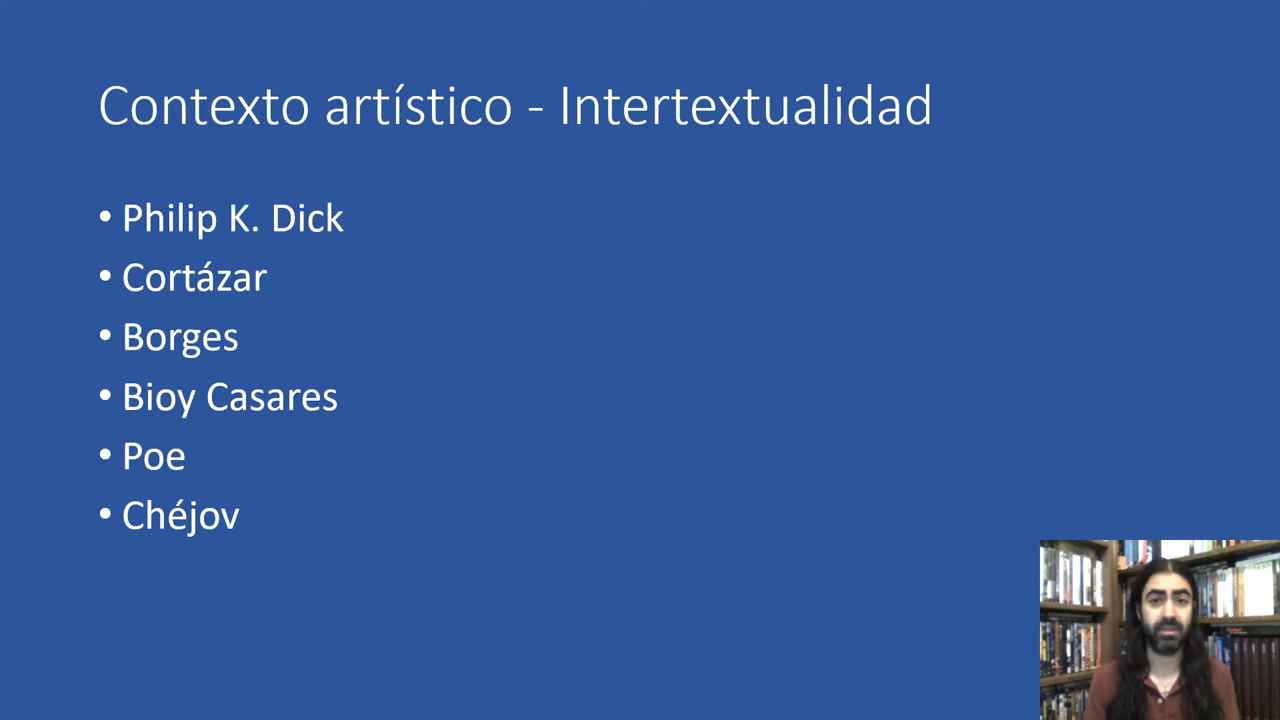 Contexto artístico - Intertextualidad
• Philip K. Dick
• Cortázar
• Borges
• Bioy Casares
• Poe
• Chéjov